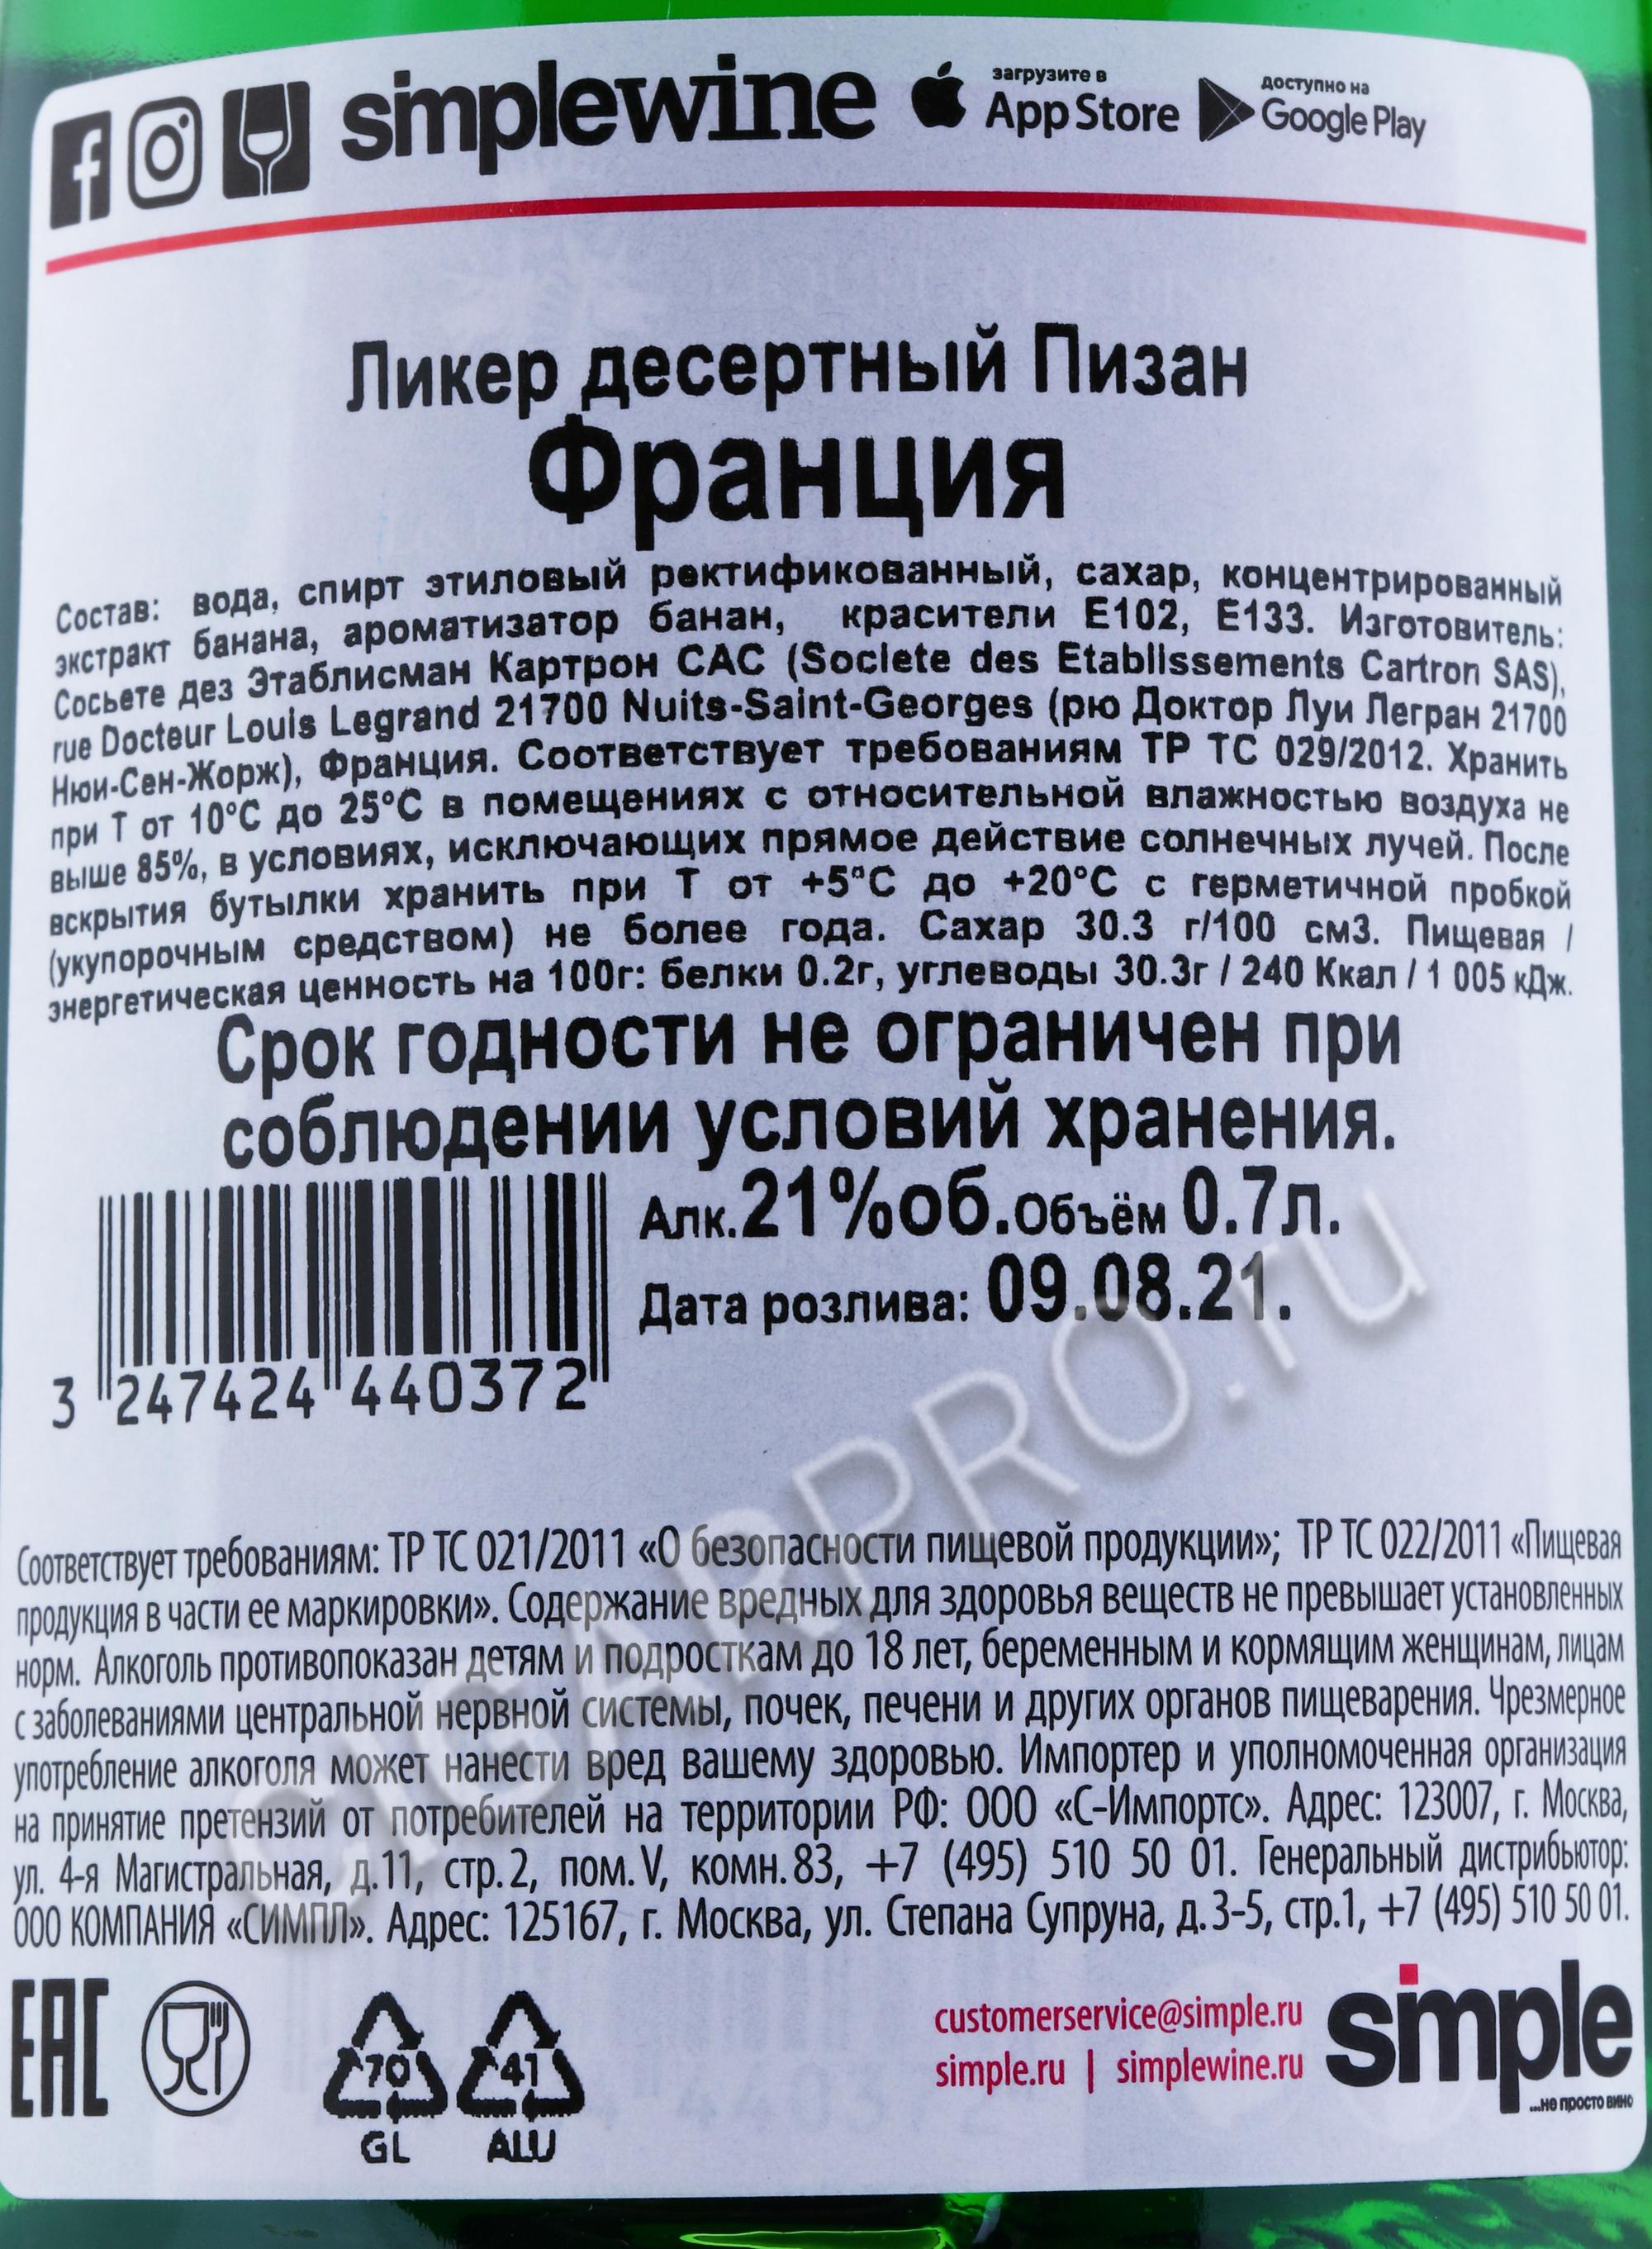 simplewine
загрузите в
App Store
доступно на
Google Play
Ликер десертный Пизан
Франция
Состав: вода, спирт этиловый ректификованный, сахар, концентрированный
экстракт банана, ароматизатор банан, красители E102, E133. Изготовитель:
Сосьете дез Этаблисман Картрон САС (Societe des Etablissements Cartron SAS),
rue Docteur Louis Legrand 21700 Nuits-Saint-Georges (рю Доктор Луи Легран 21700
Нюи-Сен-Жорж), Франция. Соответствует требованиям ТР ТС 029/2012. Хранить
при Т от 10°C до 25°C в помещениях с относительной влажностью воздуха не
выше 85%, в условиях, исключающих прямое действие солнечных лучей. После
вскрытия бутылки хранить при Т от +5°C до +20°C с герметичной пробкой
(укупорочным средством) не более года. Сахар 30.3 г/100 см3. Пищевая /
энергетическая ценность на 100г: белки 0.2г, углеводы 30.3г / 240 Ккал / 1 005 кДж.
Срок годности не ограничен при
соблюдении условий хранения.
Алк.21%об.Объём 0.7л.
Дата розлива: 09.08.21.
3 247424 440372
Соответствует требованиям: ТР ТС 021/2011 «О безопасности пищевой продукции»; ТР ТС 022/2011 «Пищевая
продукция в части ее маркировки». Содержание вредных для здоровья веществ не превышает установленных
норм. Алкоголь противопоказан детям и подросткам до 18 лет, беременным и кормящим женщинам, лицам
с заболеваниями центральной нервной системы, почек, печени и других органов пищеварения. Чрезмерное
употребление алкоголя может нанести вред вашему здоровью. Импортер и уполномоченная организация
на принятие претензий от потребителей на территории РФ: ООО «С-Импортс». Адрес: 123007, г. Москва,
ул. 4-я Магистральная, д.11, стр.2, пом.V, комн.83, +7 (495) 510 50 01. Генеральный дистрибьютор:
ООО КОМПАНИЯ «СИМПЛ». Адрес: 125167, г. Москва, ул. Степана Супруна, д.3-5, стр.1, +7 (495) 510 50 01.
CIGARPRO.ru
EAC
70
GL
41
ALU
customerservice@simple.ru
simple.ru | simplewine.ru
simple
...не просто вино